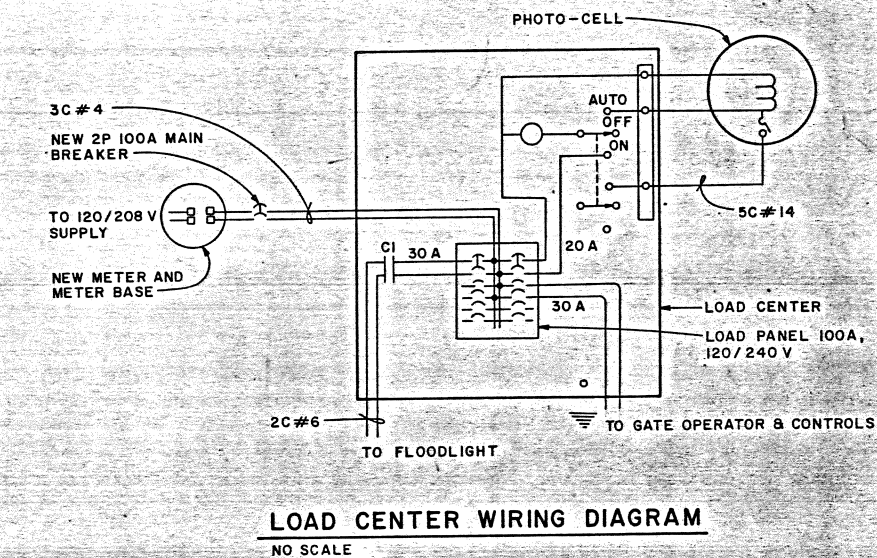 PHOTO-CELL
3C#4
NEW 2P 100A MAIN
BREAKER
AUTO
OFF
ON
TO 120/208 V
SUPPLY
5C#14
C1
30 A
20 A
NEW METER AND
METER BASE
30 A
LOAD CENTER
LOAD PANEL 100A,
120/240 V
2C#6
TO GATE OPERATOR & CONTROLS
TO FLOODLIGHT
LOAD CENTER WIRING DIAGRAM
NO SCALE